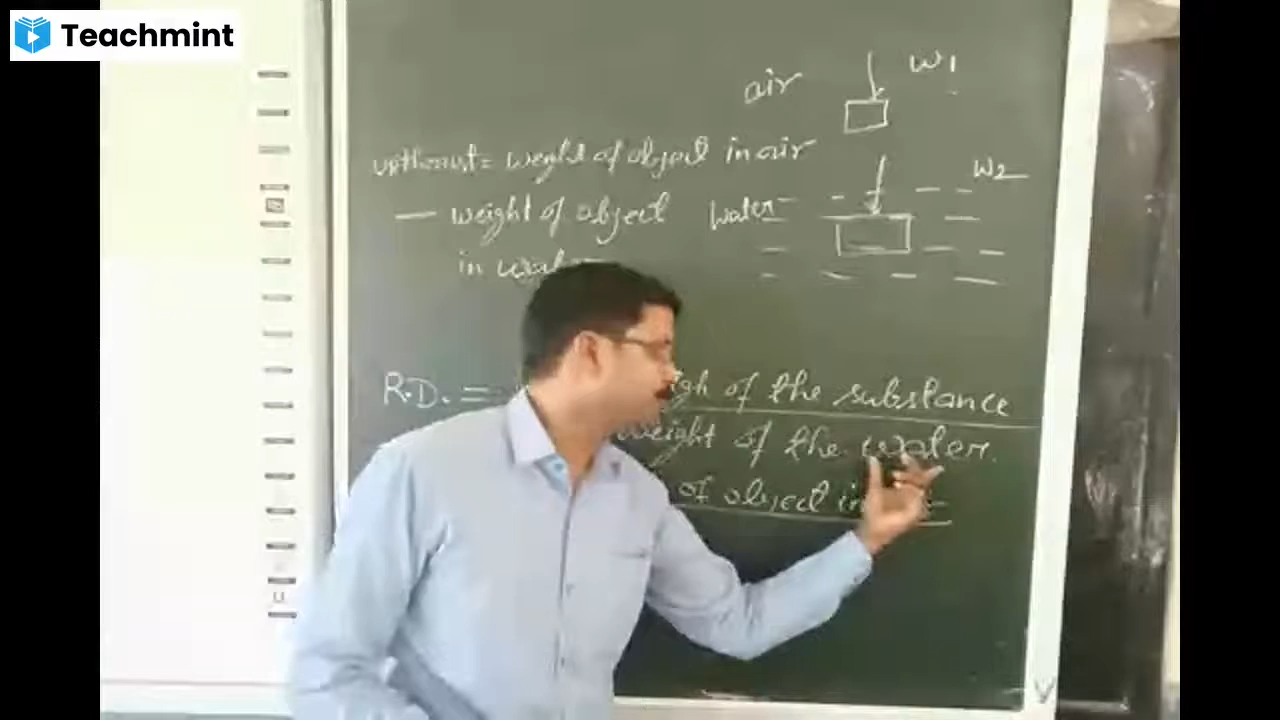 Teachmint
air w1
upthrust = weight of object in air
— weight of object water w2
in water
R.D. = of the substance
weight of the water.
of object in